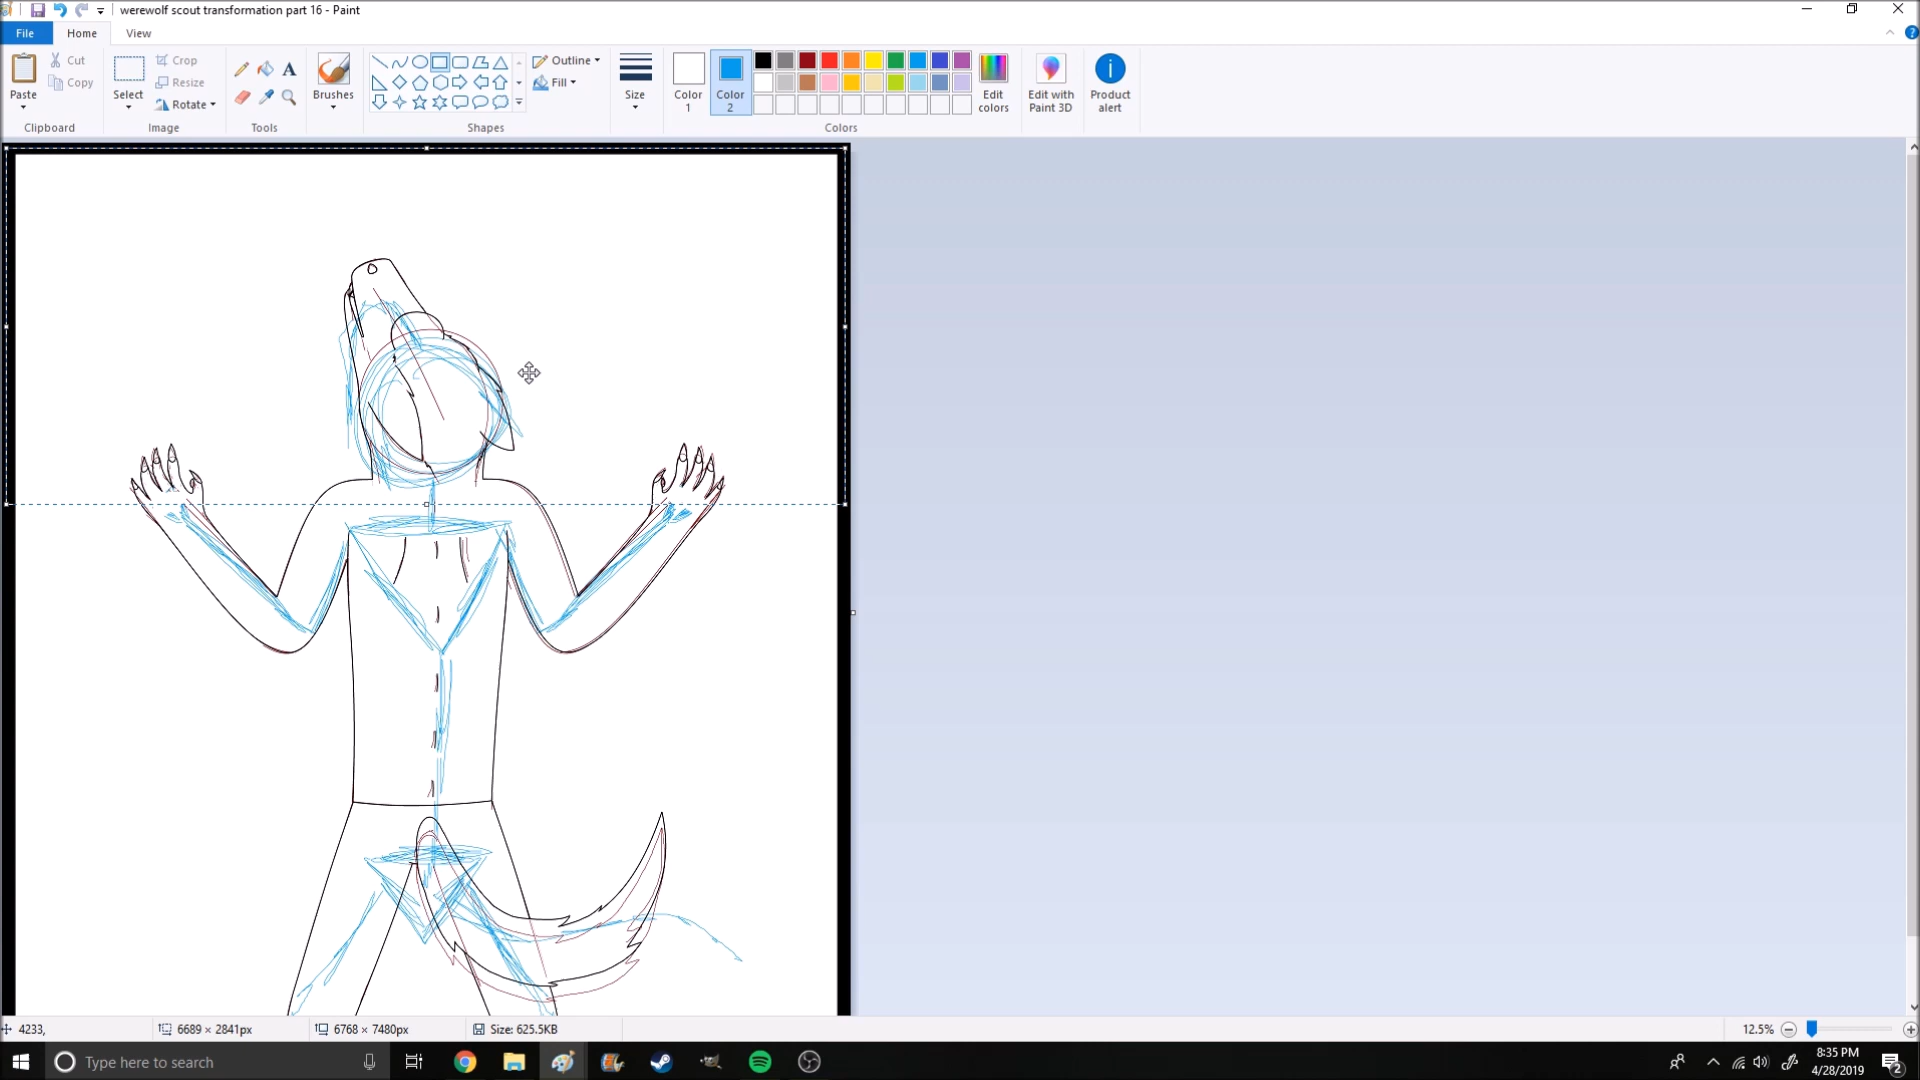 werewolf scout transformation part 16 - Paint
File Home View
Paste
Cut
Copy
Clipboard
Select
Crop
Resize
Rotate
Image
A
Tools
Brushes
Outline
Fill
Shapes
Size
Color
1
Color
2
Edit
colors
Colors
Edit with
Paint 3D
Product
alert
4233,
6689 × 2841px
6768 × 7480px
Size: 625.5KB
12.5%
Type here to search
8:35 PM
4/28/2019
2